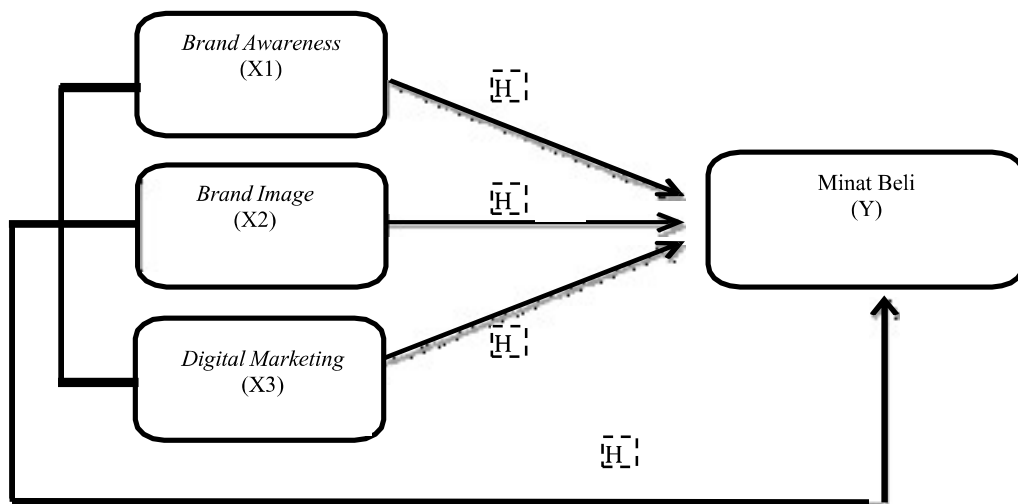 Brand Awareness
(X1)
H
Brand Image
(X2)
H
Minat Beli
(Y)
Digital Marketing
(X3)
H
H